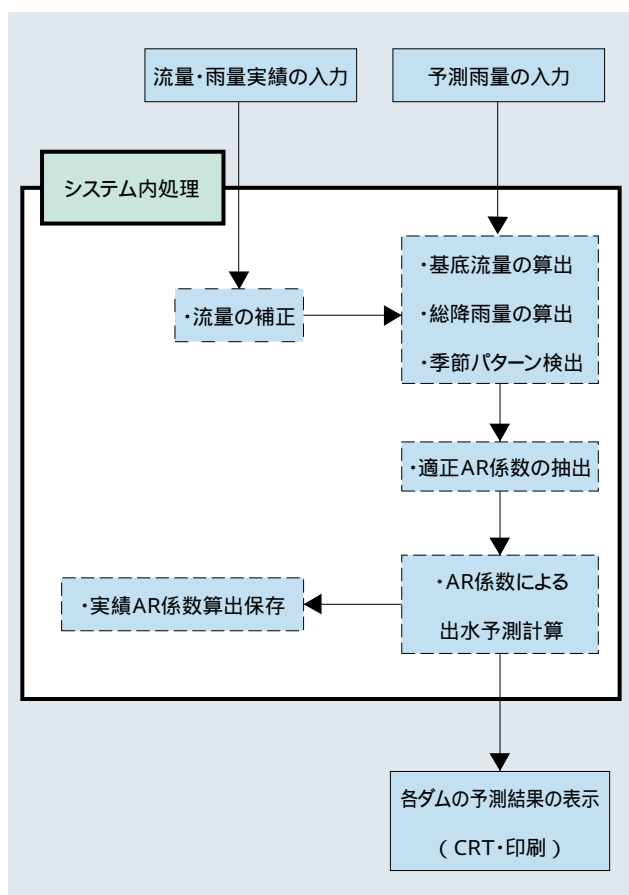 流量・雨量実績の入力
予測雨量の入力
システム内処理
・流量の補正
・基底流量の算出
・総降雨量の算出
・季節パターン検出
・適正AR係数の抽出
・AR係数による
出水予測計算
・実績AR係数算出保存
各ダムの予測結果の表示
(CRT・印刷)